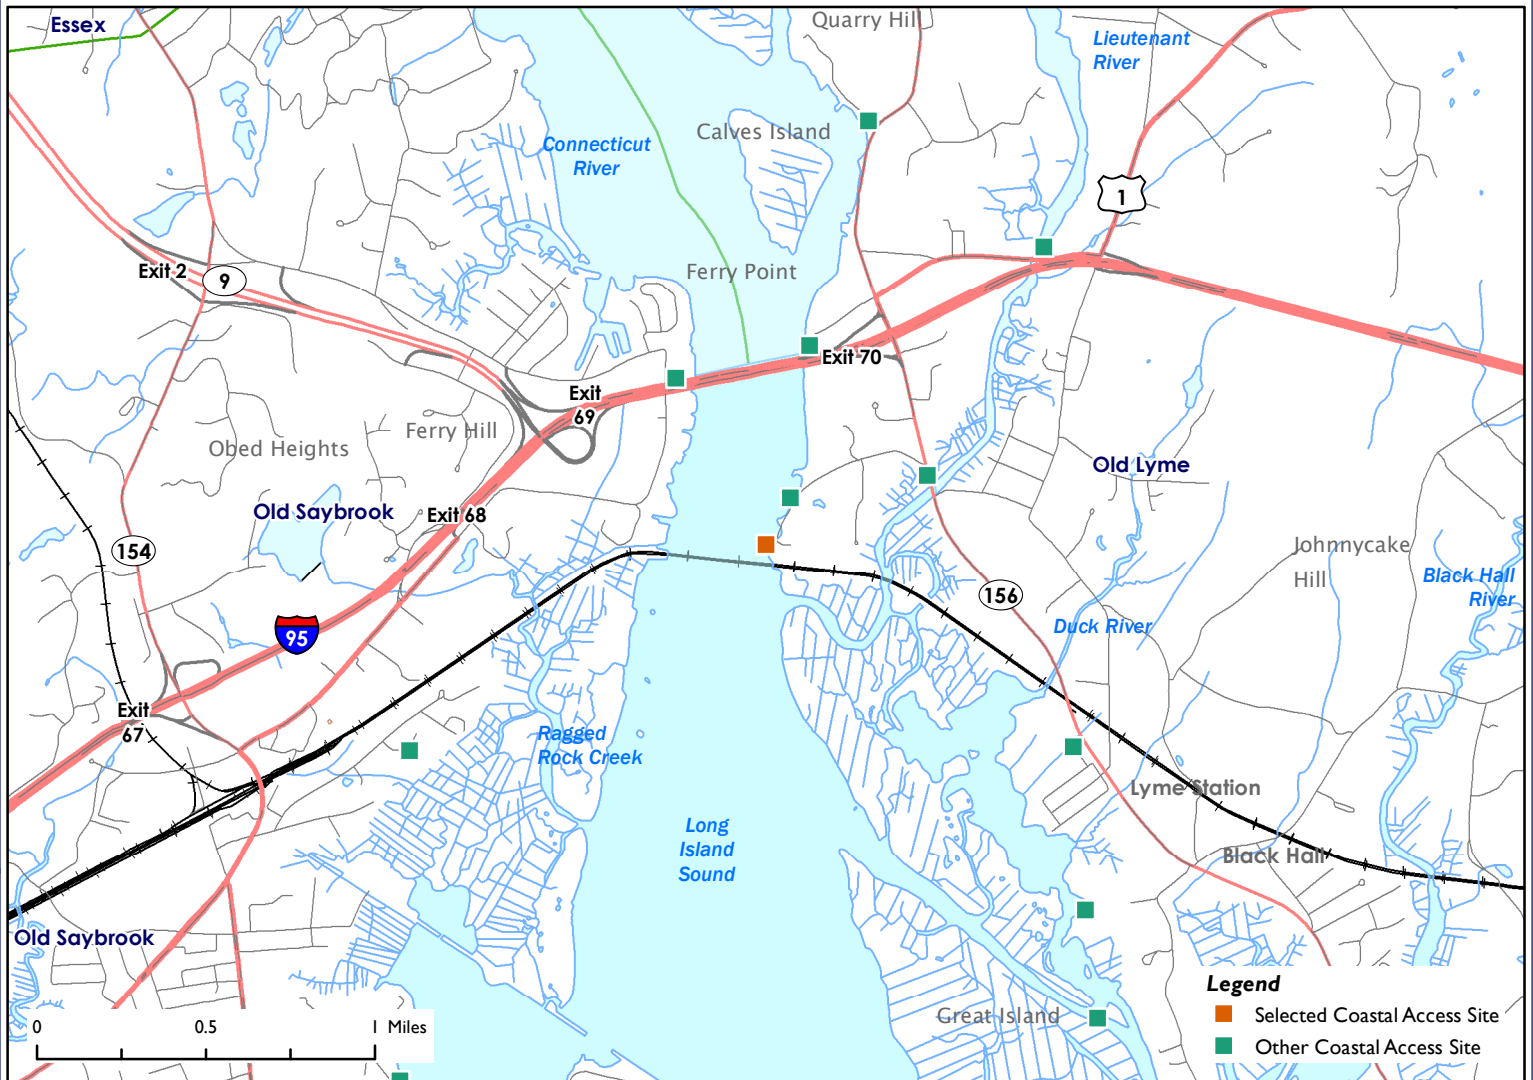 Essex
Quarry Hill
Lieutenant
River
Connecticut
River
Calves Island
1
Exit 2
9
Ferry Point
Exit 70
Exit
69
Ferry Hill
Obed Heights
Old Lyme
Old Saybrook
Exit 68
154
Johnnycake
Hill
Black Hall
River
156
95
Duck River
Exit
67
Ragged
Rock Creek
Lyme Station
Long
Island
Sound
Black Hall
Old Saybrook
Great Island
0 0.5 1 Miles
Legend
Selected Coastal Access Site
Other Coastal Access Site